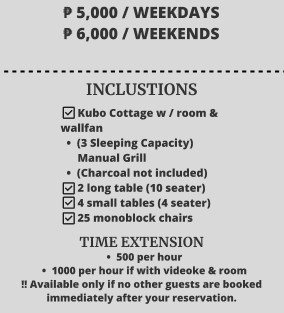 ₱ 5,000 / WEEKDAYS
₱ 6,000 / WEEKENDS
INCLUSTIONS
☑ Kubo Cottage w / room &
wallfan
• (3 Sleeping Capacity)
Manual Grill
• (Charcoal not included)
☑ 2 long table (10 seater)
☑ 4 small tables (4 seater)
☑ 25 monoblock chairs
TIME EXTENSION
• 500 per hour
• 1000 per hour if with videoke & room
!! Available only if no other guests are booked
immediately after your reservation.